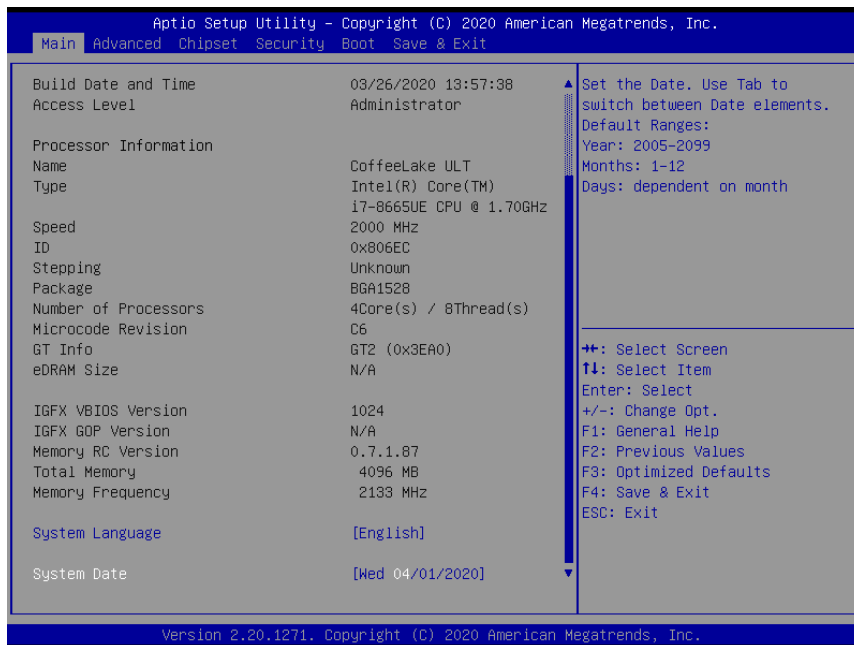 Aptio Setup Utility – Copyright (C) 2020 American Megatrends, Inc.
Main Advanced Chipset Security Boot Save & Exit
Build Date and Time 03/26/2020 13:57:38
Access Level Administrator
Processor Information
Name CoffeeLake ULT
Type Intel(R) Core(TM)
i7-8665UE CPU @ 1.70GHz
Speed 2000 MHz
ID 0x806EC
Stepping Unknown
Package BGA1528
Number of Processors 4Core(s) / 8Thread(s)
Microcode Revision C6
GT Info GT2 (0x3EA0)
eDRAM Size N/A
IGFX VBIOS Version 1024
IGFX GOP Version N/A
Memory RC Version 0.7.1.87
Total Memory 4096 MB
Memory Frequency 2133 MHz
System Language [English]
System Date [Wed 04/01/2020]
Set the Date. Use Tab to
switch between Date elements.
Default Ranges:
Year: 2005-2099
Months: 1-12
Days: dependent on month
→←: Select Screen
↑↓: Select Item
Enter: Select
+/-: Change Opt.
F1: General Help
F2: Previous Values
F3: Optimized Defaults
F4: Save & Exit
ESC: Exit
Version 2.20.1271. Copyright (C) 2020 American Megatrends, Inc.